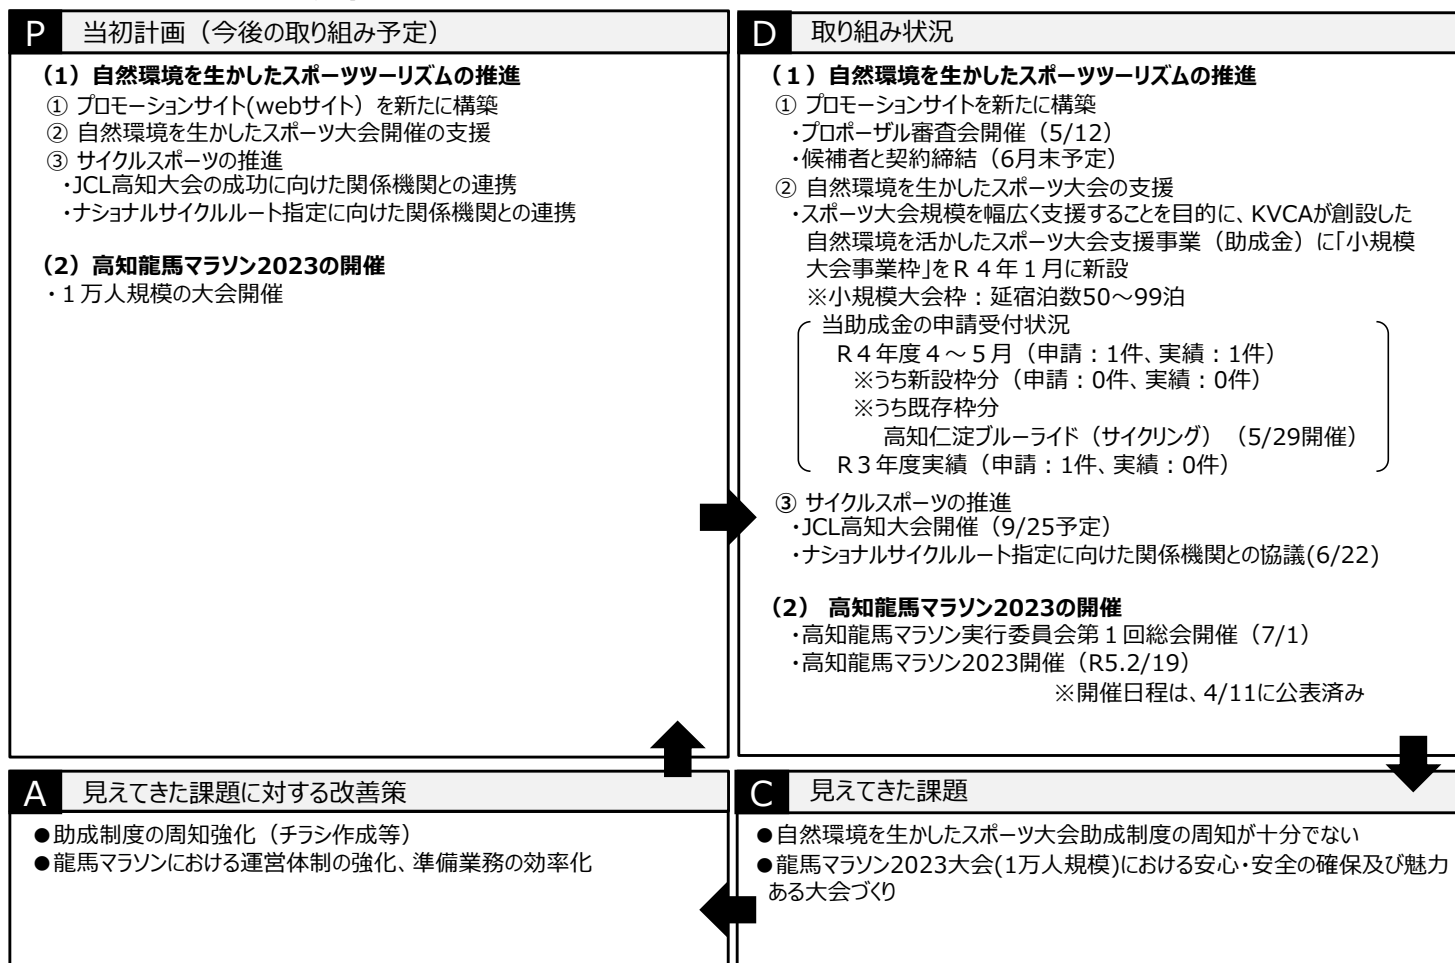 P 当初計画（今後の取り組み予定）
（1）自然環境を生かしたスポーツツーリズムの推進
① プロモーションサイト(webサイト）を新たに構築
② 自然環境を生かしたスポーツ大会開催の支援
③ サイクルスポーツの推進
・JCL高知大会の成功に向けた関係機関との連携
・ナショナルサイクルルート指定に向けた関係機関との連携
（2）高知龍馬マラソン2023の開催
・１万人規模の大会開催
D 取り組み状況
（１）自然環境を生かしたスポーツツーリズムの推進
① プロモーションサイトを新たに構築
・プロポーザル審査会開催（5/12）
・候補者と契約締結（6月末予定）
② 自然環境を生かしたスポーツ大会の支援
・スポーツ大会規模を幅広く支援することを目的に、KVCAが創設した
自然環境を活かしたスポーツ大会支援事業（助成金）に「小規模
大会事業枠」をＲ４年１月に新設
※小規模大会枠：延宿泊数50～99泊
当助成金の申請受付状況
Ｒ４年度４～５月（申請：1件、実績：1件）
※うち新設枠分（申請：0件、実績：0件）
※うち既存枠分
高知仁淀ブルーライド（サイクリング）（5/29開催）
Ｒ３年度実績（申請：1件、実績：0件）
③ サイクルスポーツの推進
・JCL高知大会開催（9/25予定）
・ナショナルサイクルルート指定に向けた関係機関との協議(6/22)
（2） 高知龍馬マラソン2023の開催
・高知龍馬マラソン実行委員会第１回総会開催（7/1）
・高知龍馬マラソン2023開催（R5.2/19）
※開催日程は、4/11に公表済み
A 見えてきた課題に対する改善策
●助成制度の周知強化（チラシ作成等）
●龍馬マラソンにおける運営体制の強化、準備業務の効率化
C 見えてきた課題
●自然環境を生かしたスポーツ大会助成制度の周知が十分でない
●龍馬マラソン2023大会(1万人規模)における安心・安全の確保及び魅力
ある大会づくり